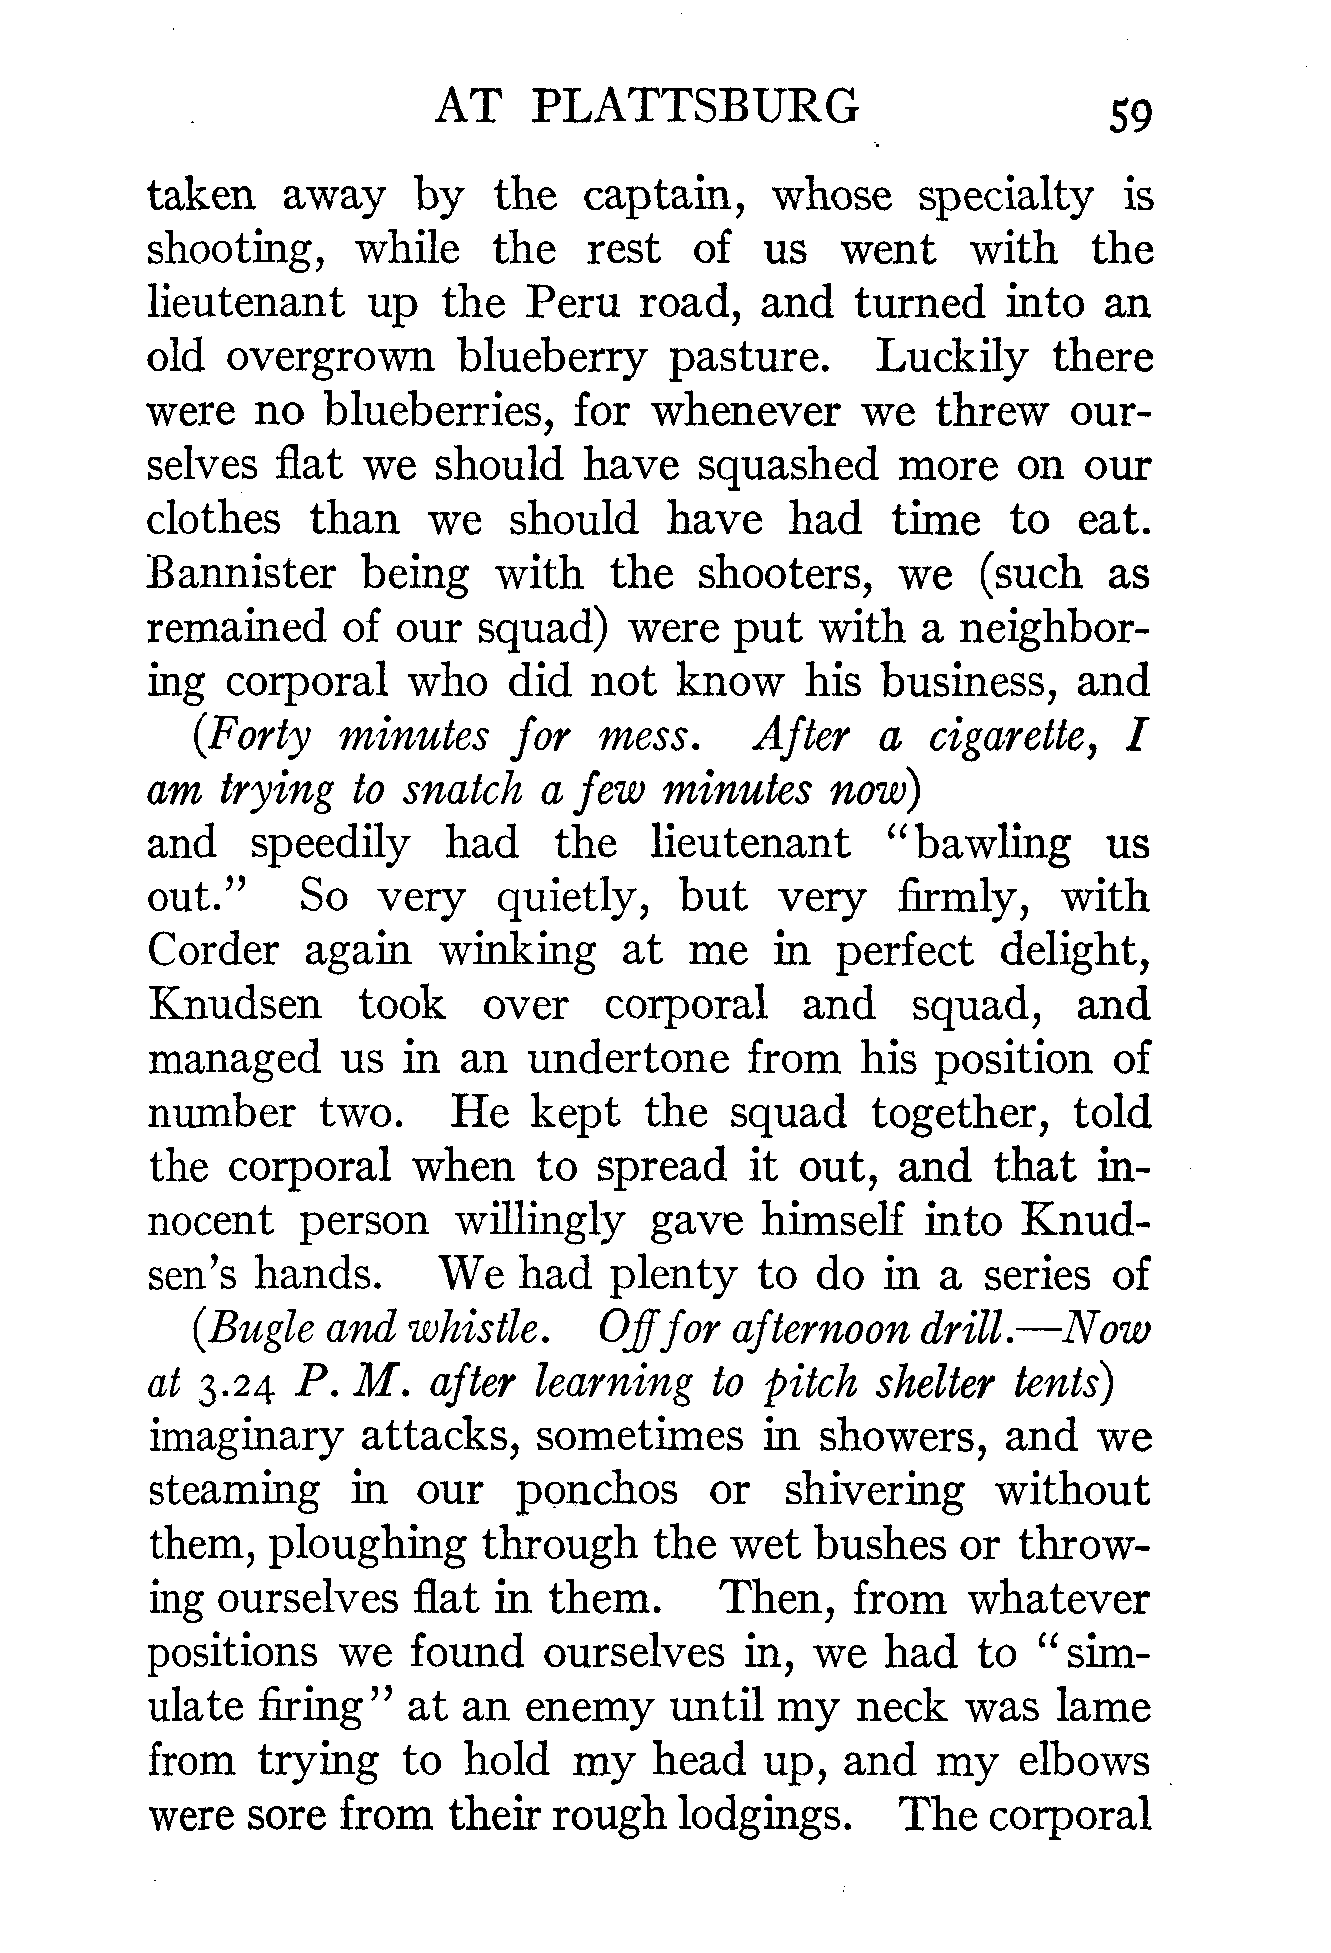 AT PLATTSBURG 59
taken away by the captain, whose specialty is
shooting, while the rest of us went with the
lieutenant up the Peru road, and turned into an
old overgrown blueberry pasture. Luckily there
were no blueberries, for whenever we threw our-
selves flat we should have squashed more on our
clothes than we should have had time to eat.
Bannister being with the shooters, we (such as
remained of our squad) were put with a neighbor-
ing corporal who did not know his business, and
(Forty minutes for mess. After a cigarette, I
am trying to snatch a few minutes now)
and speedily had the lieutenant “bawling us
out.” So very quietly, but very firmly, with
Corder again winking at me in perfect delight,
Knudsen took over corporal and squad, and
managed us in an undertone from his position of
number two. He kept the squad together, told
the corporal when to spread it out, and that in-
nocent person willingly gave himself into Knud-
sen’s hands. We had plenty to do in a series of
(Bugle and whistle. Off for afternoon drill.—Now
at 3.24 P. M. after learning to pitch shelter tents)
imaginary attacks, sometimes in showers, and we
steaming in our ponchos or shivering without
them, ploughing through the wet bushes or throw-
ing ourselves flat in them. Then, from whatever
positions we found ourselves in, we had to “sim-
ulate firing” at an enemy until my neck was lame
from trying to hold my head up, and my elbows
were sore from their rough lodgings. The corporal